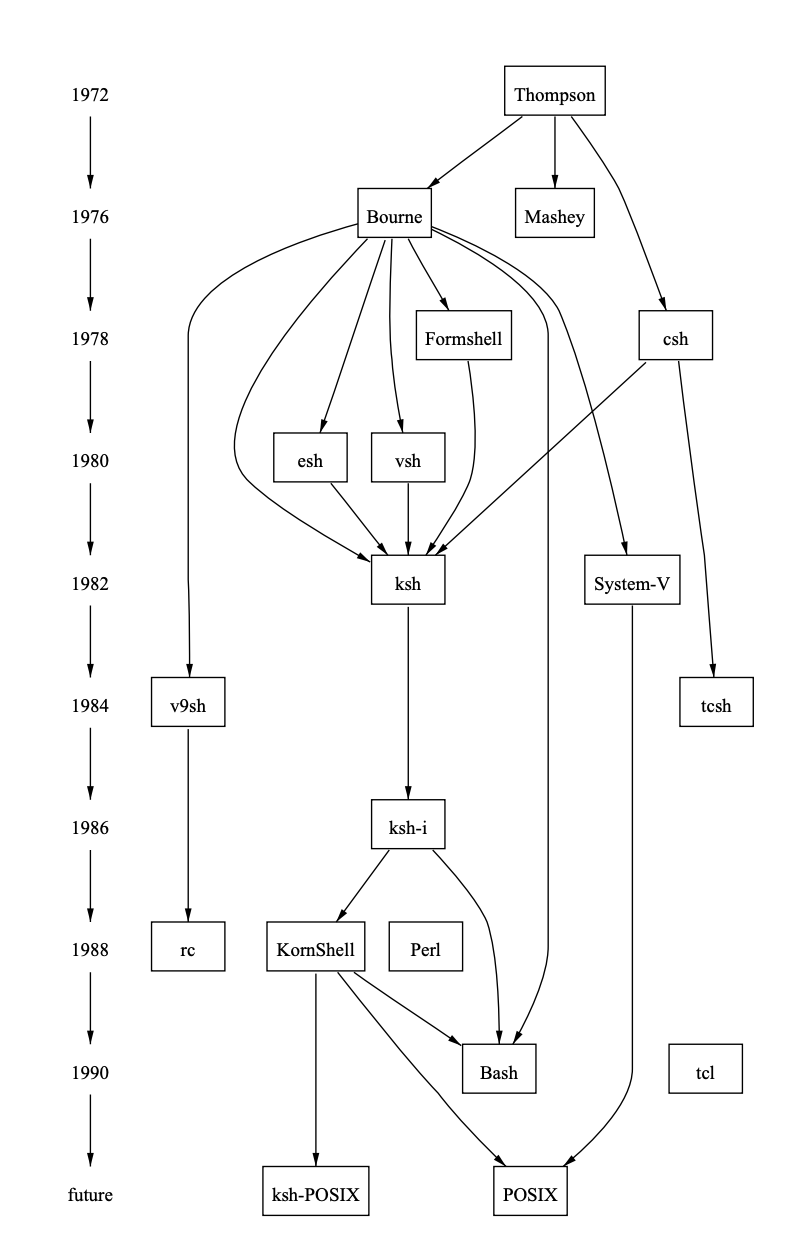 1972
Thompson
1976
Bourne
Mashey
1978
Formshell
csh
1980
esh
vsh
1982
ksh
System-V
1984
v9sh
tcsh
1986
ksh-i
1988
rc
KornShell
Perl
1990
Bash
tcl
future
ksh-POSIX
POSIX